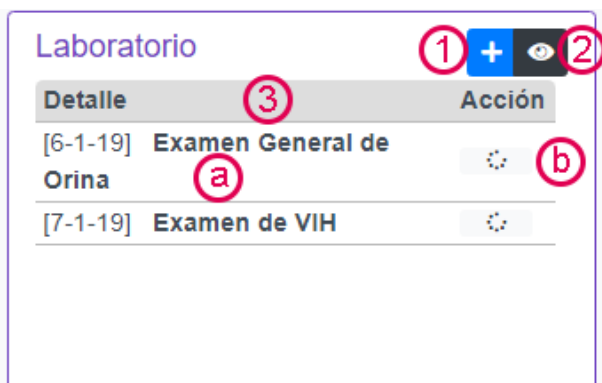 Laboratorio 1 + 2
Detalle 3 Acción
[6-1-19] Examen General de
Orina a b
[7-1-19] Examen de VIH